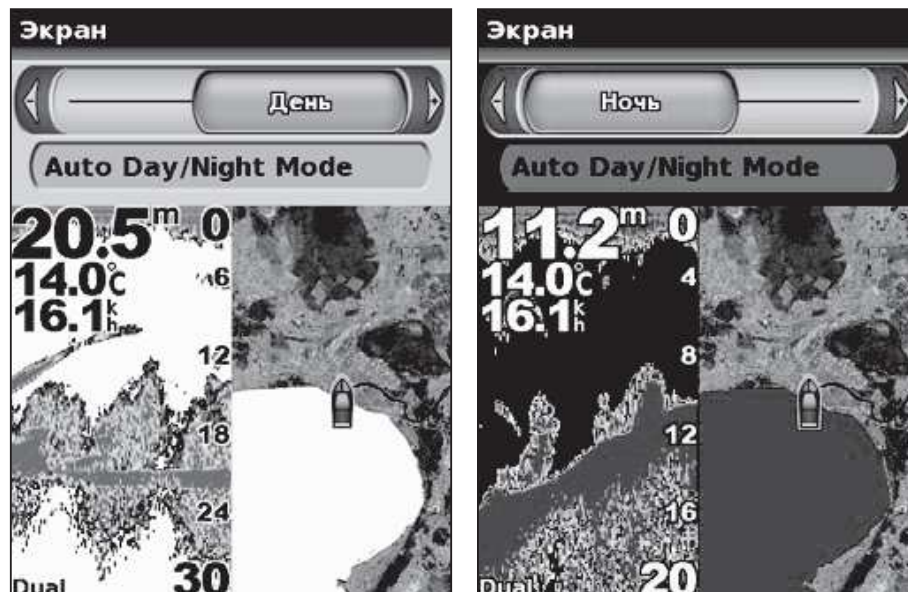 Экран
День
Auto Day/Night Mode
20.5 m
14.0°C
16.1 k/h
0
6
12
18
24
30
Dual
Экран
Ночь
Auto Day/Night Mode
11.2 m
14.0°C
16.1 k/h
0
4
8
12
16
20
Dual